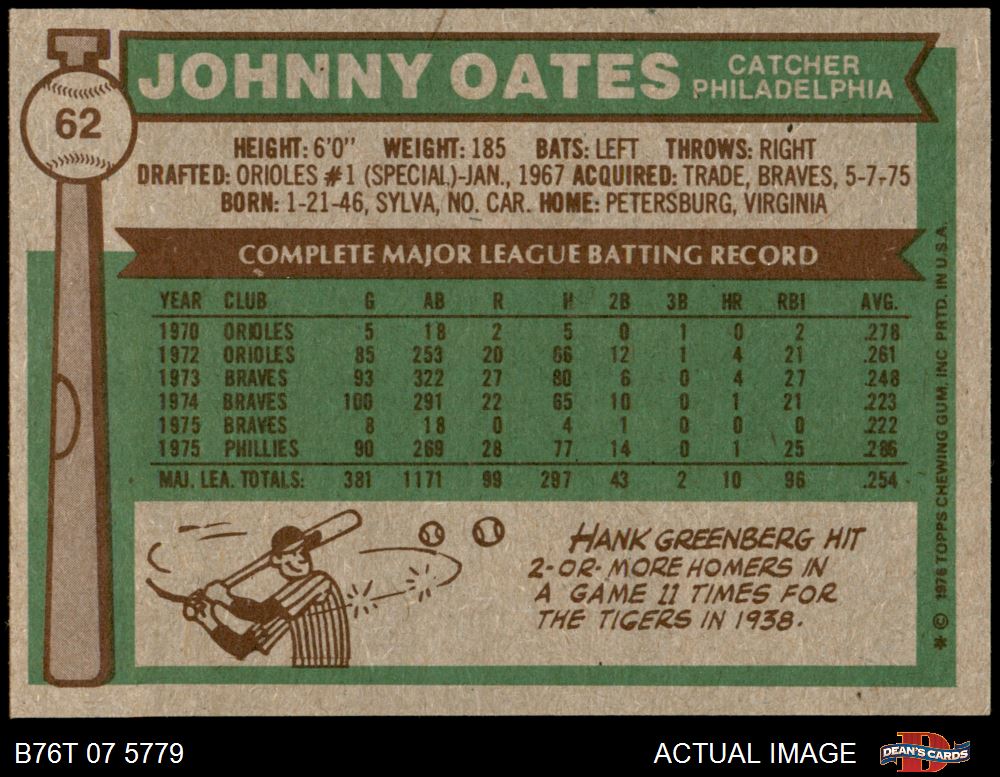 62
JOHNNY OATES
CATCHER
PHILADELPHIA
HEIGHT: 6'0" WEIGHT: 185 BATS: LEFT THROWS: RIGHT
DRAFTED: ORIOLES #1 (SPECIAL)-JAN., 1967 ACQUIRED: TRADE, BRAVES, 5-7-75
BORN: 1-21-46, SYLVA, NO. CAR. HOME: PETERSBURG, VIRGINIA
COMPLETE MAJOR LEAGUE BATTING RECORD
YEAR CLUB G AB R H 2B 3B HR RBI AVG.
1970 ORIOLES 5 18 2 5 0 1 0 2 .278
1972 ORIOLES 85 253 20 66 12 1 4 21 .261
1973 BRAVES 93 322 27 80 6 0 4 27 .248
1974 BRAVES 100 291 22 65 10 0 1 21 .223
1975 BRAVES 8 18 0 4 1 0 0 0 .222
1975 PHILLIES 90 269 28 77 14 0 1 25 .286
MAJ. LEA. TOTALS: 381 1171 99 297 43 2 10 96 .254
HANK GREENBERG HIT
2-OR-MORE HOMERS IN
A GAME 11 TIMES FOR
THE TIGERS IN 1938.
* © 1976 TOPPS CHEWING GUM, INC. PRTD. IN U.S.A.
B76T 07 5779
ACTUAL IMAGE
D
DEAN'S CARDS